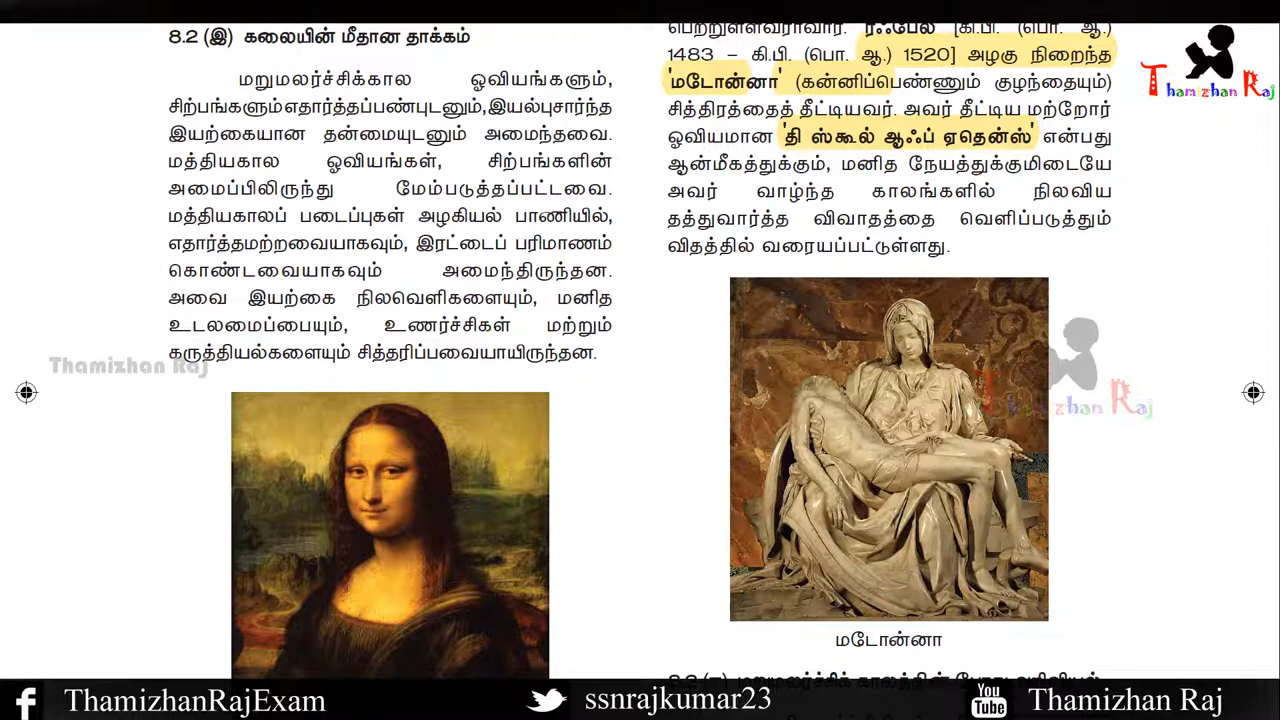 8.2 (இ) கலையின் மீதான தாக்கம்
மறுமலர்ச்சிக்கால ஓவியங்களும்,
சிற்பங்களும்எதார்த்தப்பண்புடனும்,இயல்புசார்ந்த
இயற்கையான தன்மையுடனும் அமைந்தவை.
மத்தியகால ஓவியங்கள், சிற்பங்களின்
அமைப்பிலிருந்து மேம்படுத்தப்பட்டவை.
மத்தியகாலப் படைப்புகள் அழகியல் பாணியில்,
எதார்த்தமற்றவையாகவும், இரட்டைப் பரிமாணம்
கொண்டவையாகவும் அமைந்திருந்தன.
அவை இயற்கை நிலவெளிகளையும், மனித
உடலமைப்பையும், உணர்ச்சிகள் மற்றும்
கருத்தியல்களையும் சித்தரிப்பவையாயிருந்தன.
Thamizhan Raj
பெற்றுள்ளவராவார். ரஃபேல் [கி.பி. (பொ. ஆ.)
1483 – கி.பி. (பொ. ஆ.) 1520] அழகு நிறைந்த
'மடோன்னா' (கன்னிப்பெண்ணும் குழந்தையும்)
சித்திரத்தைத் தீட்டியவர். அவர் தீட்டிய மற்றோர்
ஓவியமான 'தி ஸ்கூல் ஆஃப் ஏதென்ஸ்' என்பது
ஆன்மீகத்துக்கும், மனித நேயத்துக்குமிடையே
அவர் வாழ்ந்த காலங்களில் நிலவிய
தத்துவார்த்த விவாதத்தை வெளிப்படுத்தும்
விதத்தில் வரையப்பட்டுள்ளது.
Thamizhan Raj
Thamizhan Raj
மடோன்னா
ThamizhanRajExam
ssnrajkumar23
You Tube
Thamizhan Raj